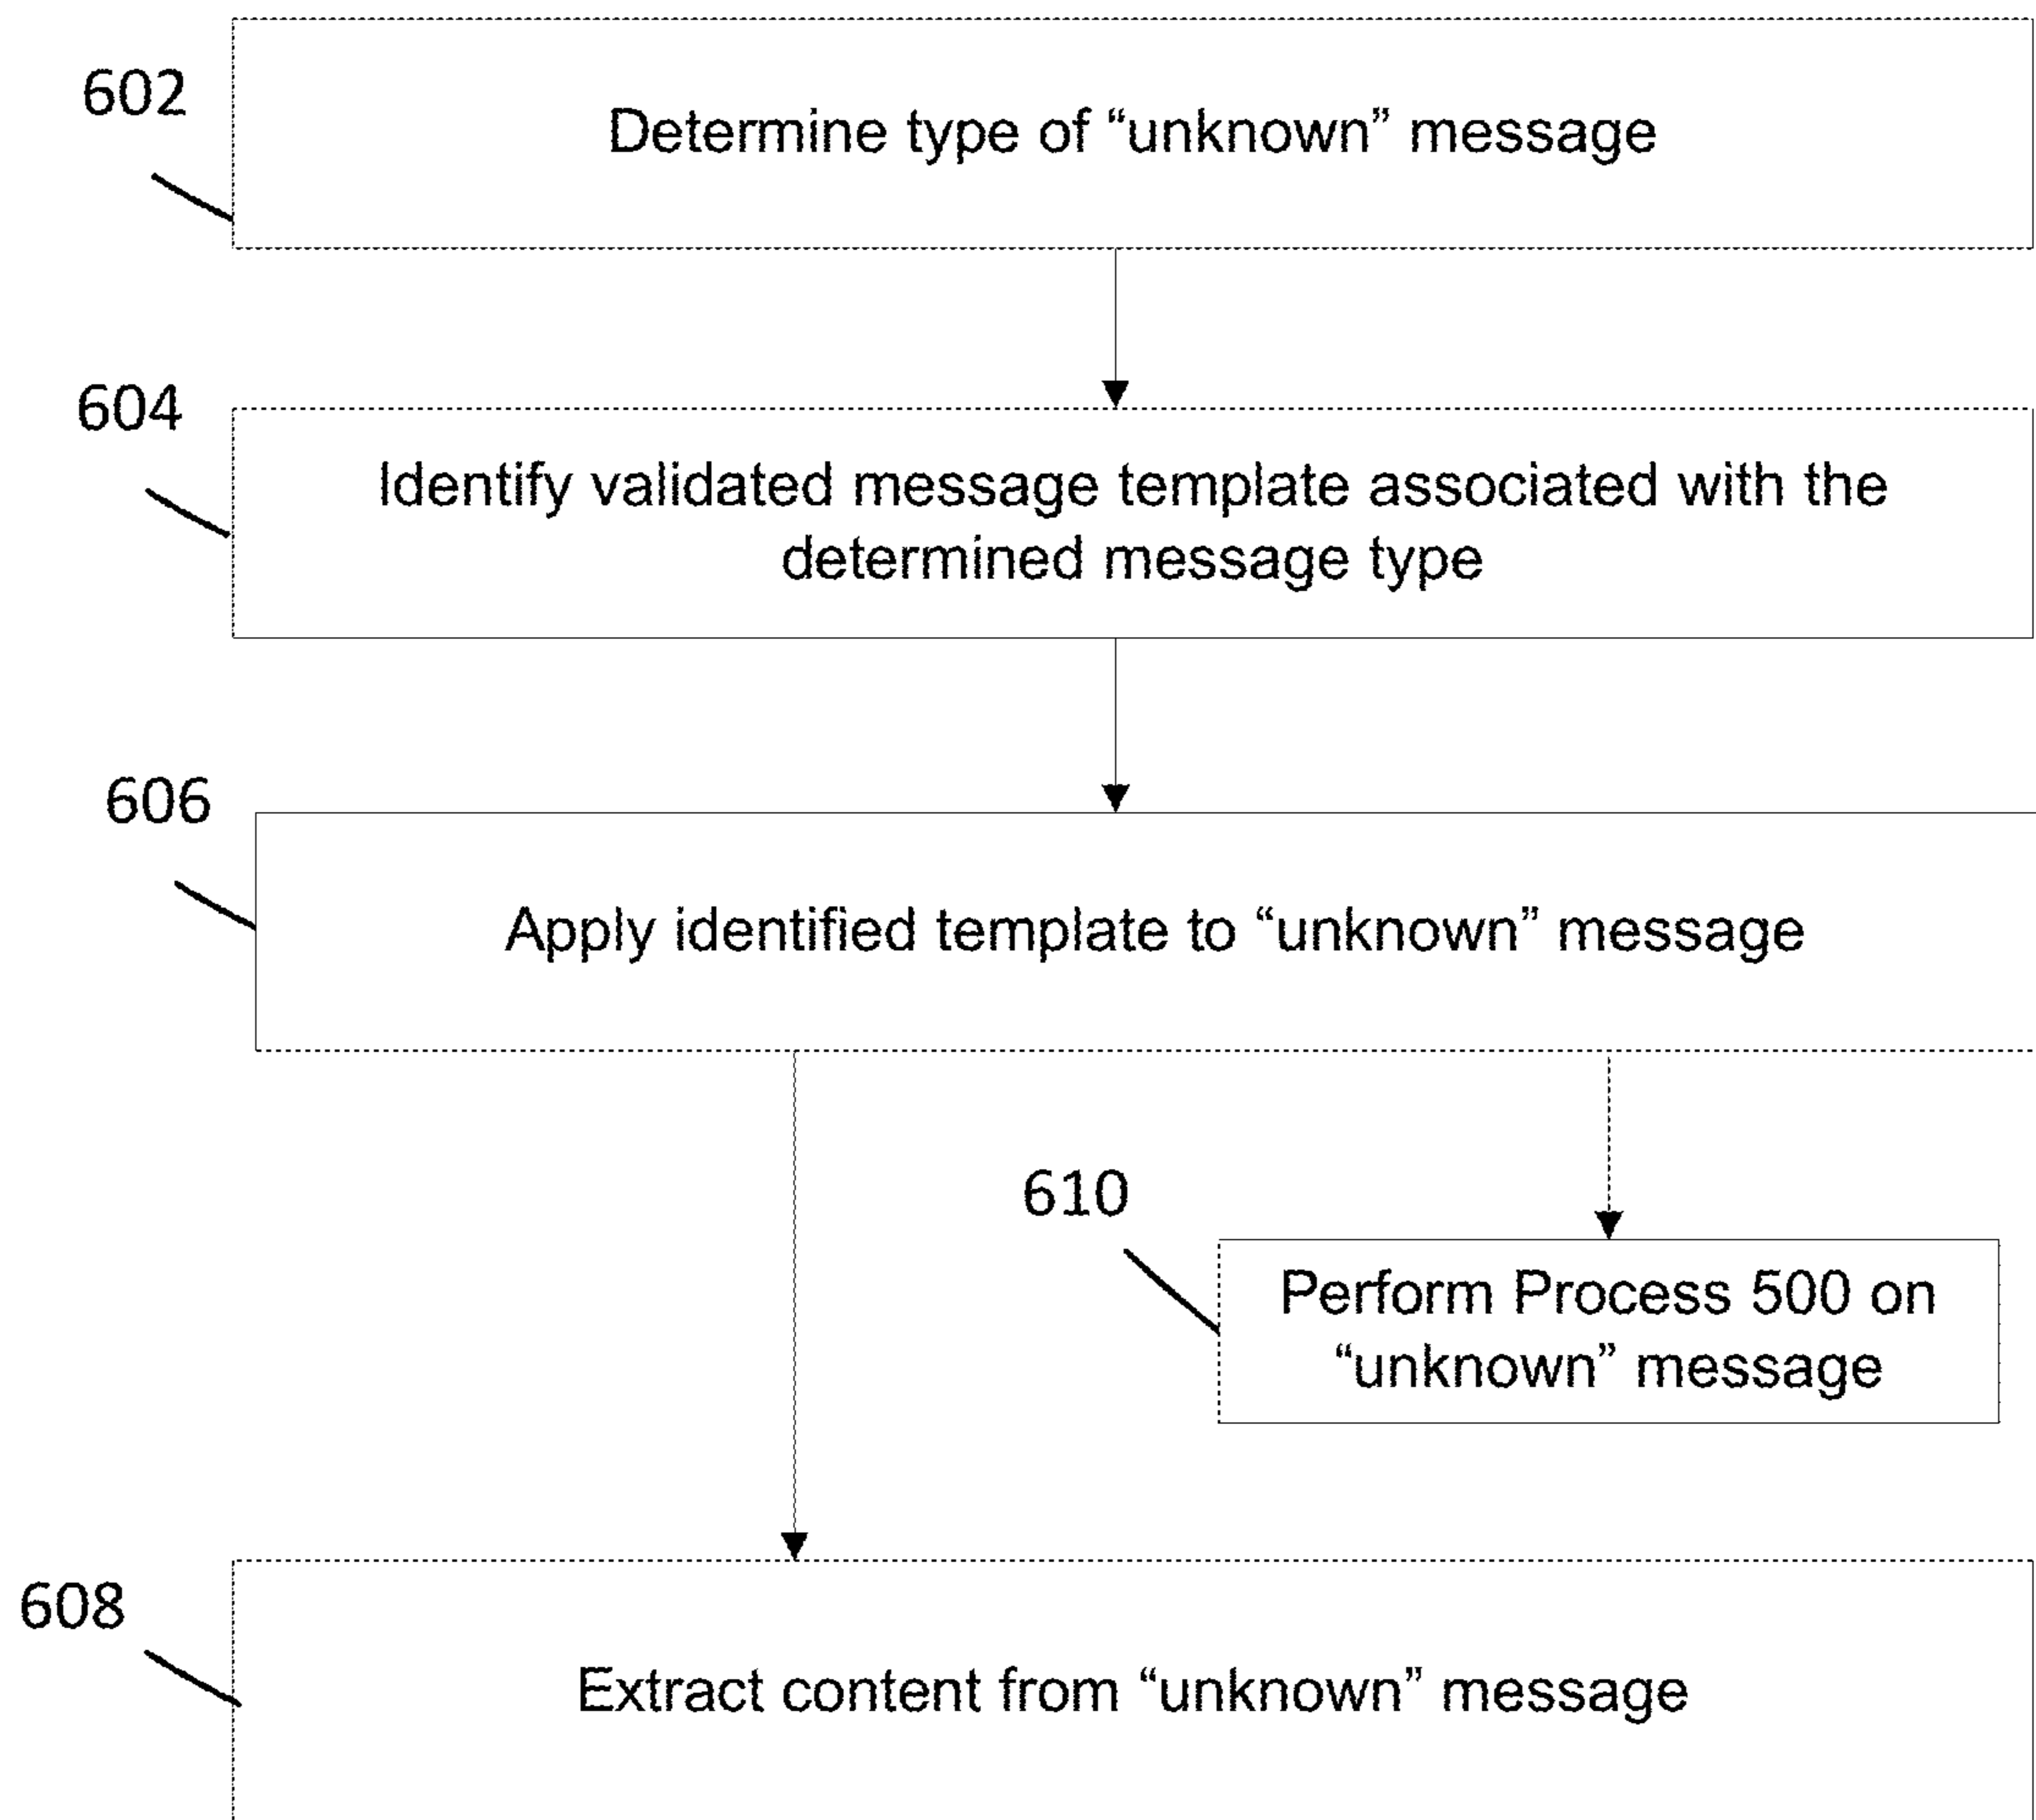 602
Determine type of “unknown” message
604
Identify validated message template associated with the
determined message type
606
Apply identified template to “unknown” message
610
Perform Process 500 on
“unknown” message
608
Extract content from “unknown” message